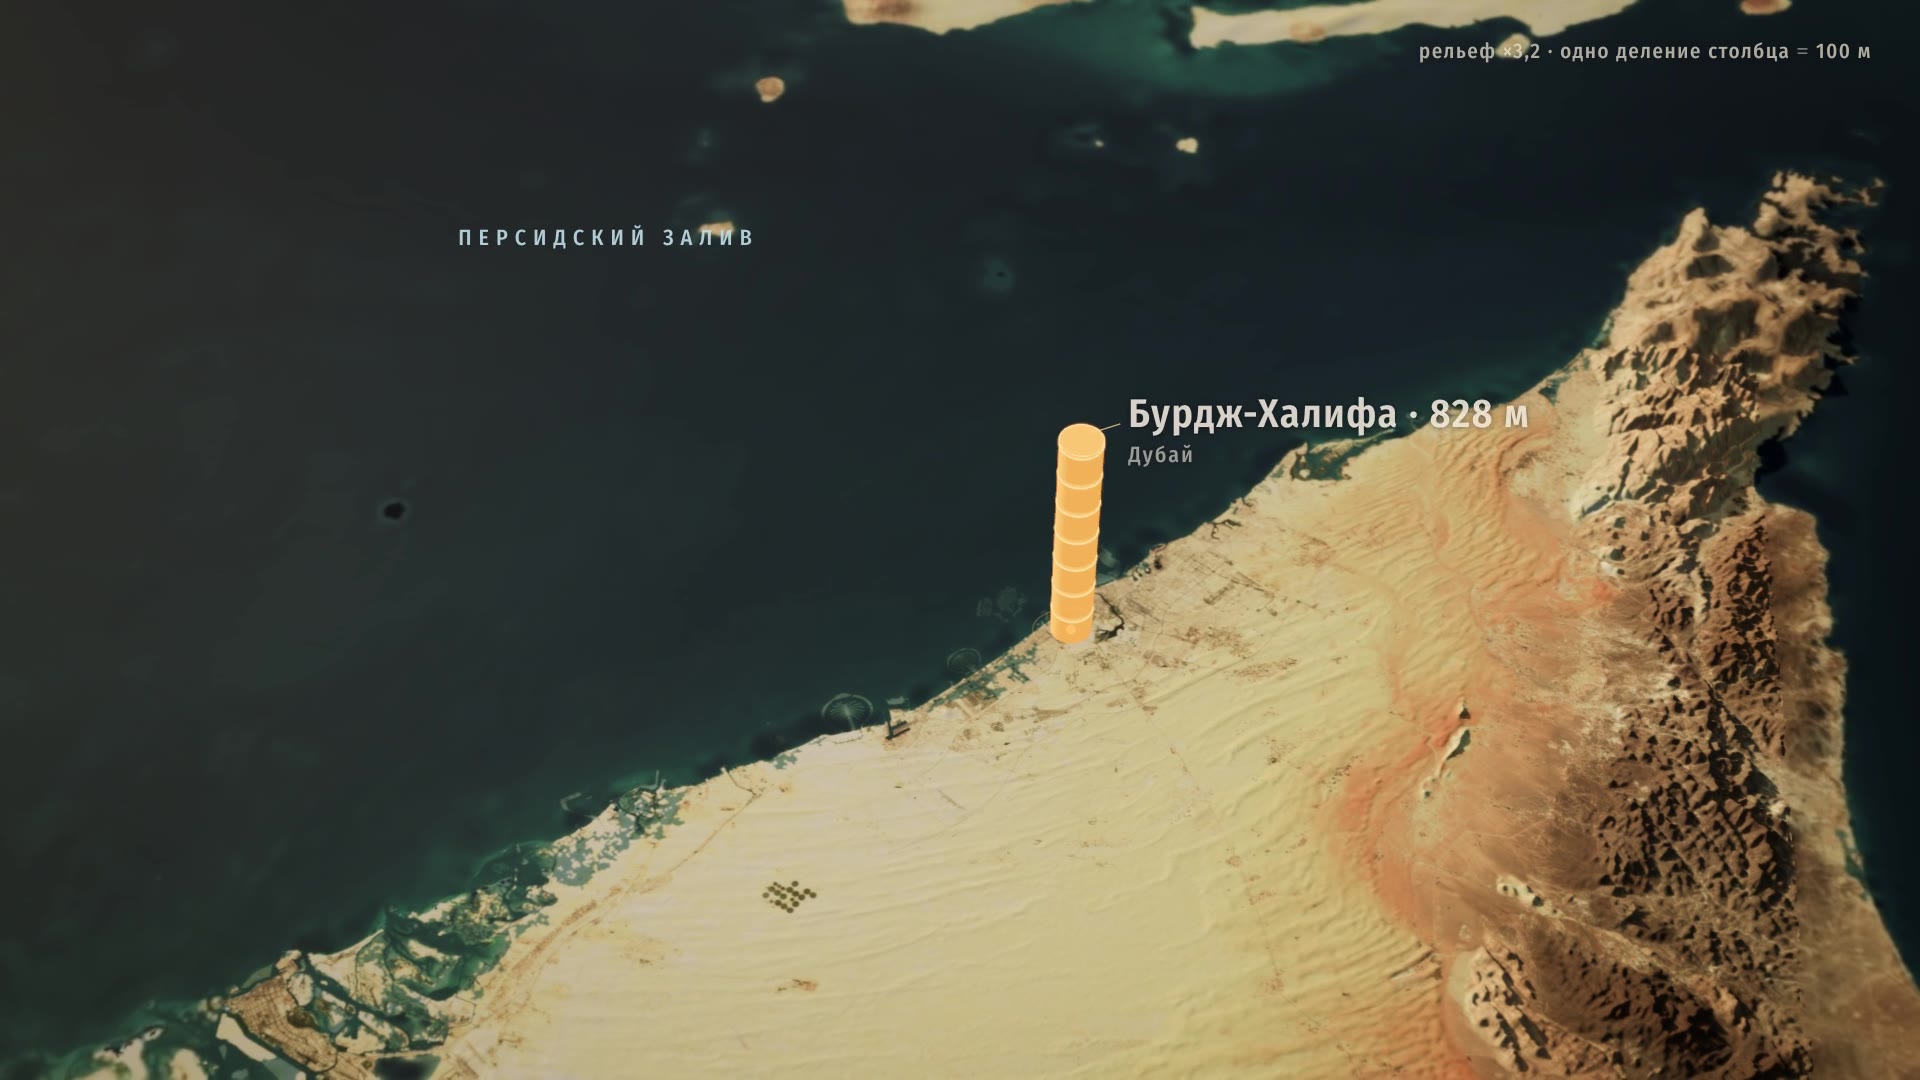 рельеф ×3,2 · одно деление столбца = 100 м
ПЕРСИДСКИЙ ЗАЛИВ
Бурдж-Халифа · 828 м
Дубай